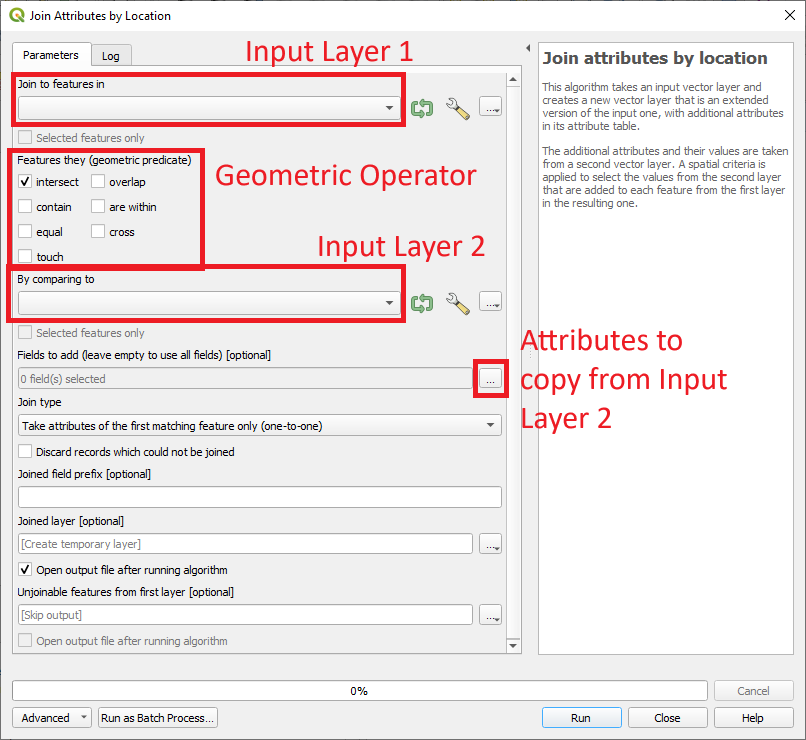 Join Attributes by Location
Parameters
Log
Input Layer 1
Join to features in
...
Selected features only
Features they (geometric predicate)
intersect
overlap
contain
are within
equal
cross
touch
Geometric Operator
Input Layer 2
By comparing to
...
Selected features only
Fields to add (leave empty to use all fields) [optional]
0 field(s) selected
...
Attributes to
copy from Input
Layer 2
Join type
Take attributes of the first matching feature only (one-to-one)
Discard records which could not be joined
Joined field prefix [optional]
Joined layer [optional]
[Create temporary layer]
...
Open output file after running algorithm
Unjoinable features from first layer [optional]
[Skip output]
...
Open output file after running algorithm
Join attributes by location
This algorithm takes an input vector layer and
creates a new vector layer that is an extended
version of the input one, with additional attributes
in its attribute table.
The additional attributes and their values are taken
from a second vector layer. A spatial criteria is
applied to select the values from the second layer
that are added to each feature from the first layer
in the resulting one.
0%
Cancel
Advanced
Run as Batch Process...
Run
Close
Help